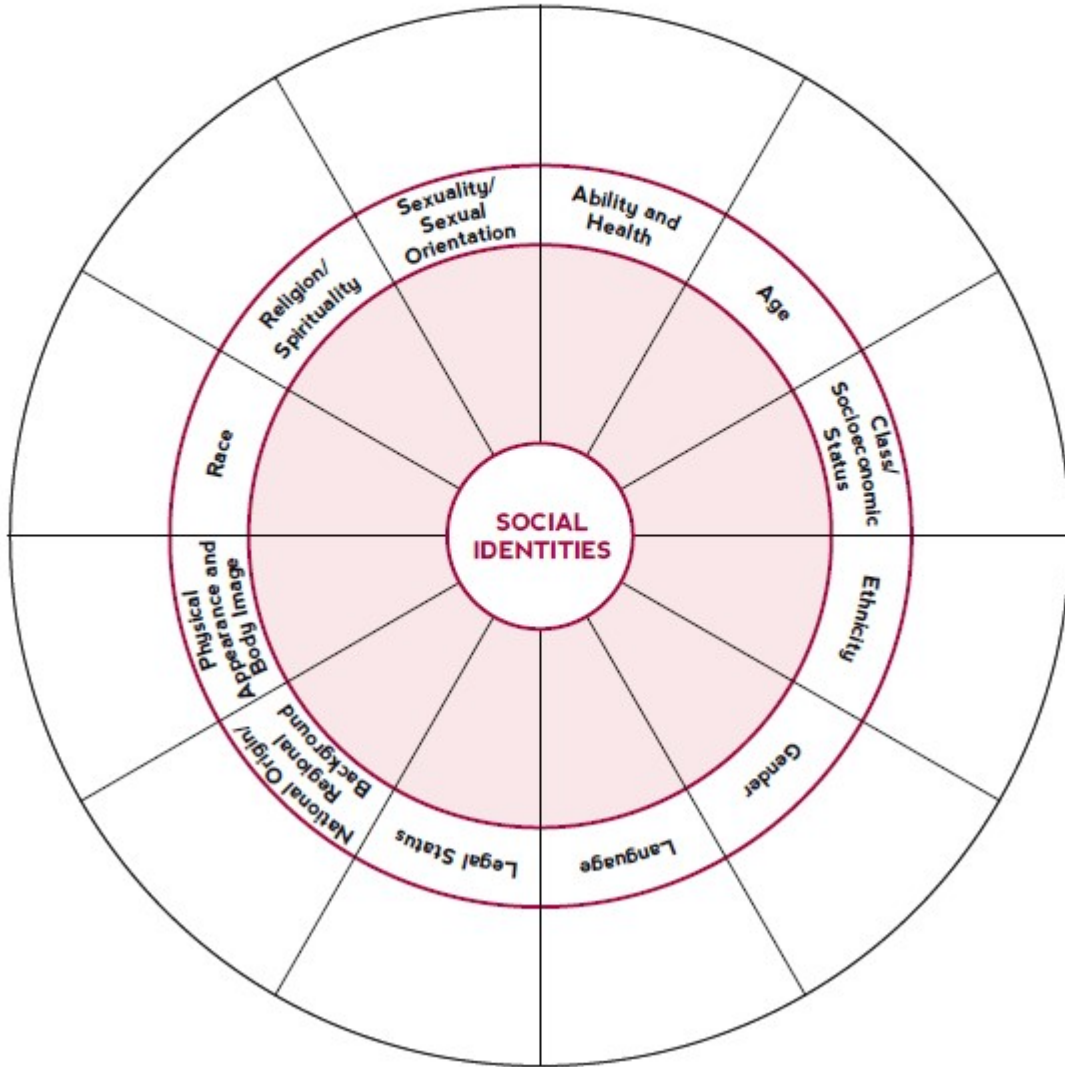 SOCIAL
IDENTITIES
Ability and
Health
Age
Class/
Socioeconomic
Status
Ethnicity
Gender
Language
Legal Status
National Origin/
Regional
Background
Physical
Appearance and
Body Image
Race
Religion/
Spirituality
Sexuality/
Sexual
Orientation